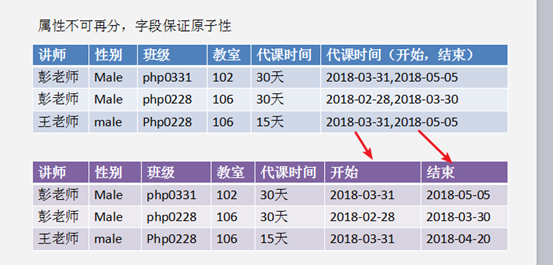 属性不可再分，字段保证原子性
讲师 性别 班级 教室 代课时间 代课时间（开始，结束）
彭老师 Male php0331 102 30天 2018-03-31,2018-05-05
彭老师 Male php0228 106 30天 2018-02-28,2018-03-30
王老师 male Php0228 106 15天 2018-03-31,2018-05-05
讲师 性别 班级 教室 代课时间 开始 结束
彭老师 Male php0331 102 30天 2018-03-31 2018-05-05
彭老师 Male php0228 106 30天 2018-02-28 2018-03-30
王老师 male Php0228 106 15天 2018-03-31 2018-04-20